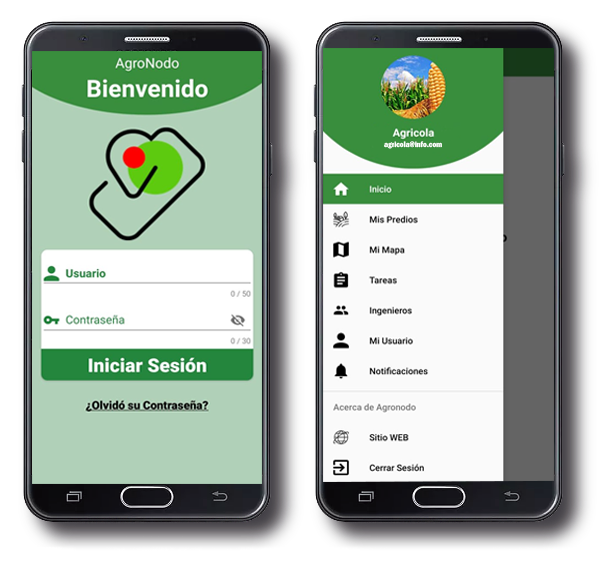 AgroNodo
Bienvenido
Usuario
0 / 50
Contraseña
0 / 30
Iniciar Sesión
¿Olvidó su Contraseña?
Agricola
agricola@info.com
Inicio
Mis Predios
Mi Mapa
Tareas
Ingenieros
Mi Usuario
Notificaciones
Acerca de Agronodo
Sitio WEB
Cerrar Sesión